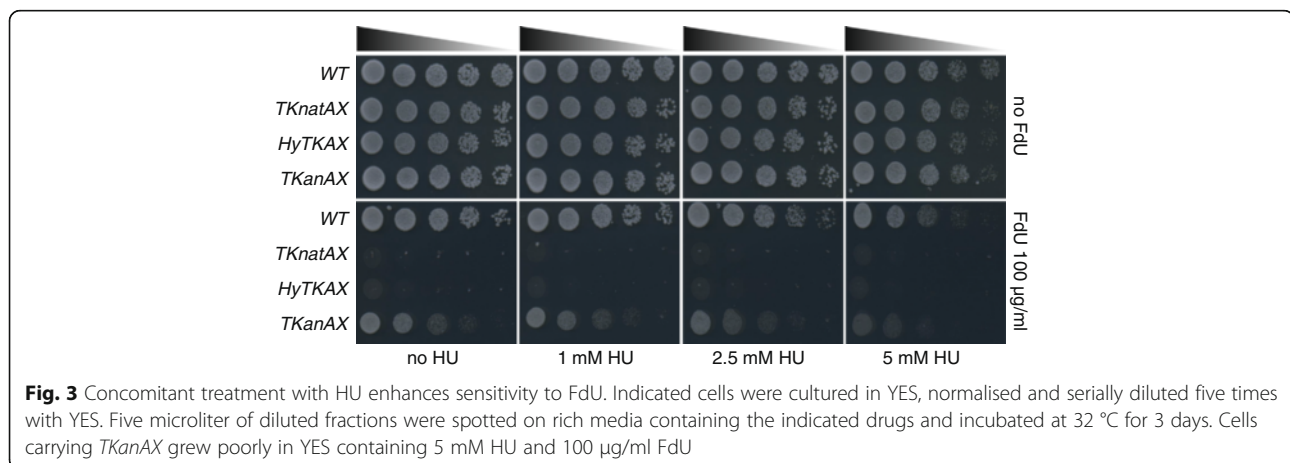 WT
TKnatAX
HyTKAX
TKanAX
no FdU
WT
TKnatAX
HyTKAX
TKanAX
FdU 100 µg/ml
no HU
1 mM HU
2.5 mM HU
5 mM HU
Fig. 3 Concomitant treatment with HU enhances sensitivity to FdU. Indicated cells were cultured in YES, normalised and serially diluted five times
with YES. Five microliter of diluted fractions were spotted on rich media containing the indicated drugs and incubated at 32 °C for 3 days. Cells
carrying TKanAX grew poorly in YES containing 5 mM HU and 100 µg/ml FdU